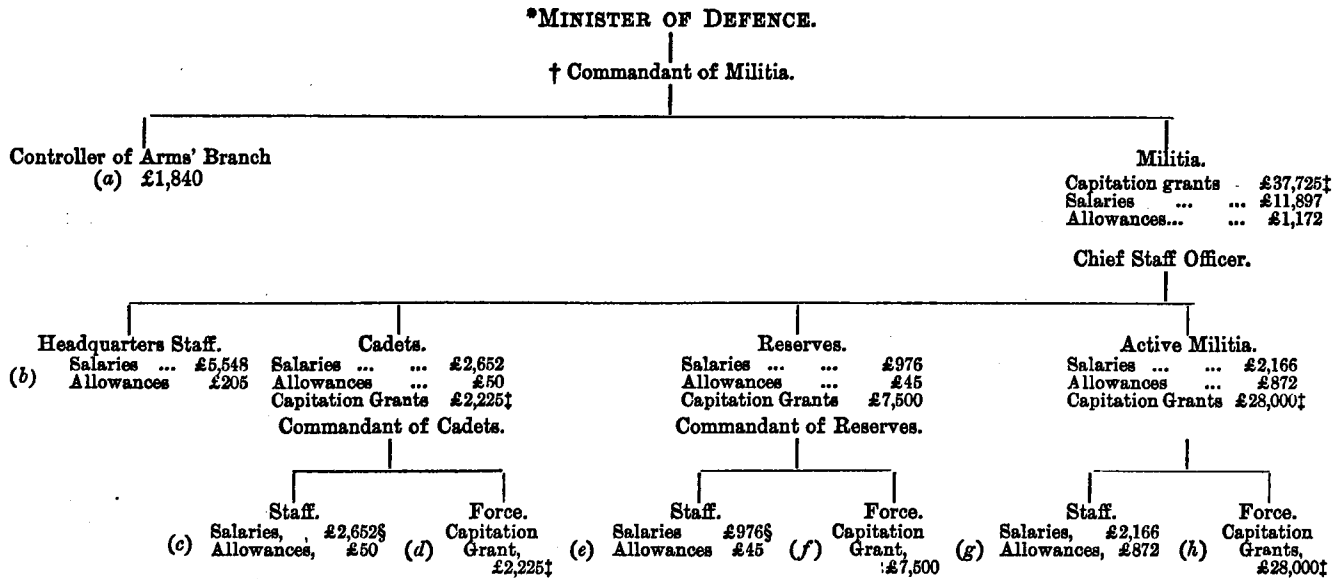 *MINISTER OF DEFENCE.
† Commandant of Militia.
Controller of Arms' Branch
(a) £1,840
Militia.
Capitation grants - £37,725‡
Salaries ... ... £11,897
Allowances... ... £1,172
Chief Staff Officer.
Headquarters Staff.
(b) Salaries ... £5,548
Allowances £205
Cadets.
Salaries ... ... £2,652
Allowances ... £50
Capitation Grants £2,225‡
Commandant of Cadets.
Reserves.
Salaries ... ... £976
Allowances ... £45
Capitation Grants £7,500
Commandant of Reserves.
Active Militia.
Salaries ... ... £2,166
Allowances ... £872
Capitation Grants £28,000‡
Staff.
(c) Salaries, £2,652§
Allowances, £50
Force.
(d) Capitation
Grant,
£2,225‡
Staff.
(e) Salaries £976§
Allowances £45
Force.
(f) Capitation
Grant,
£7,500
Staff.
(g) Salaries, £2,166
Allowances, £872
Force.
(h) Capitation
Grants,
£28,000‡